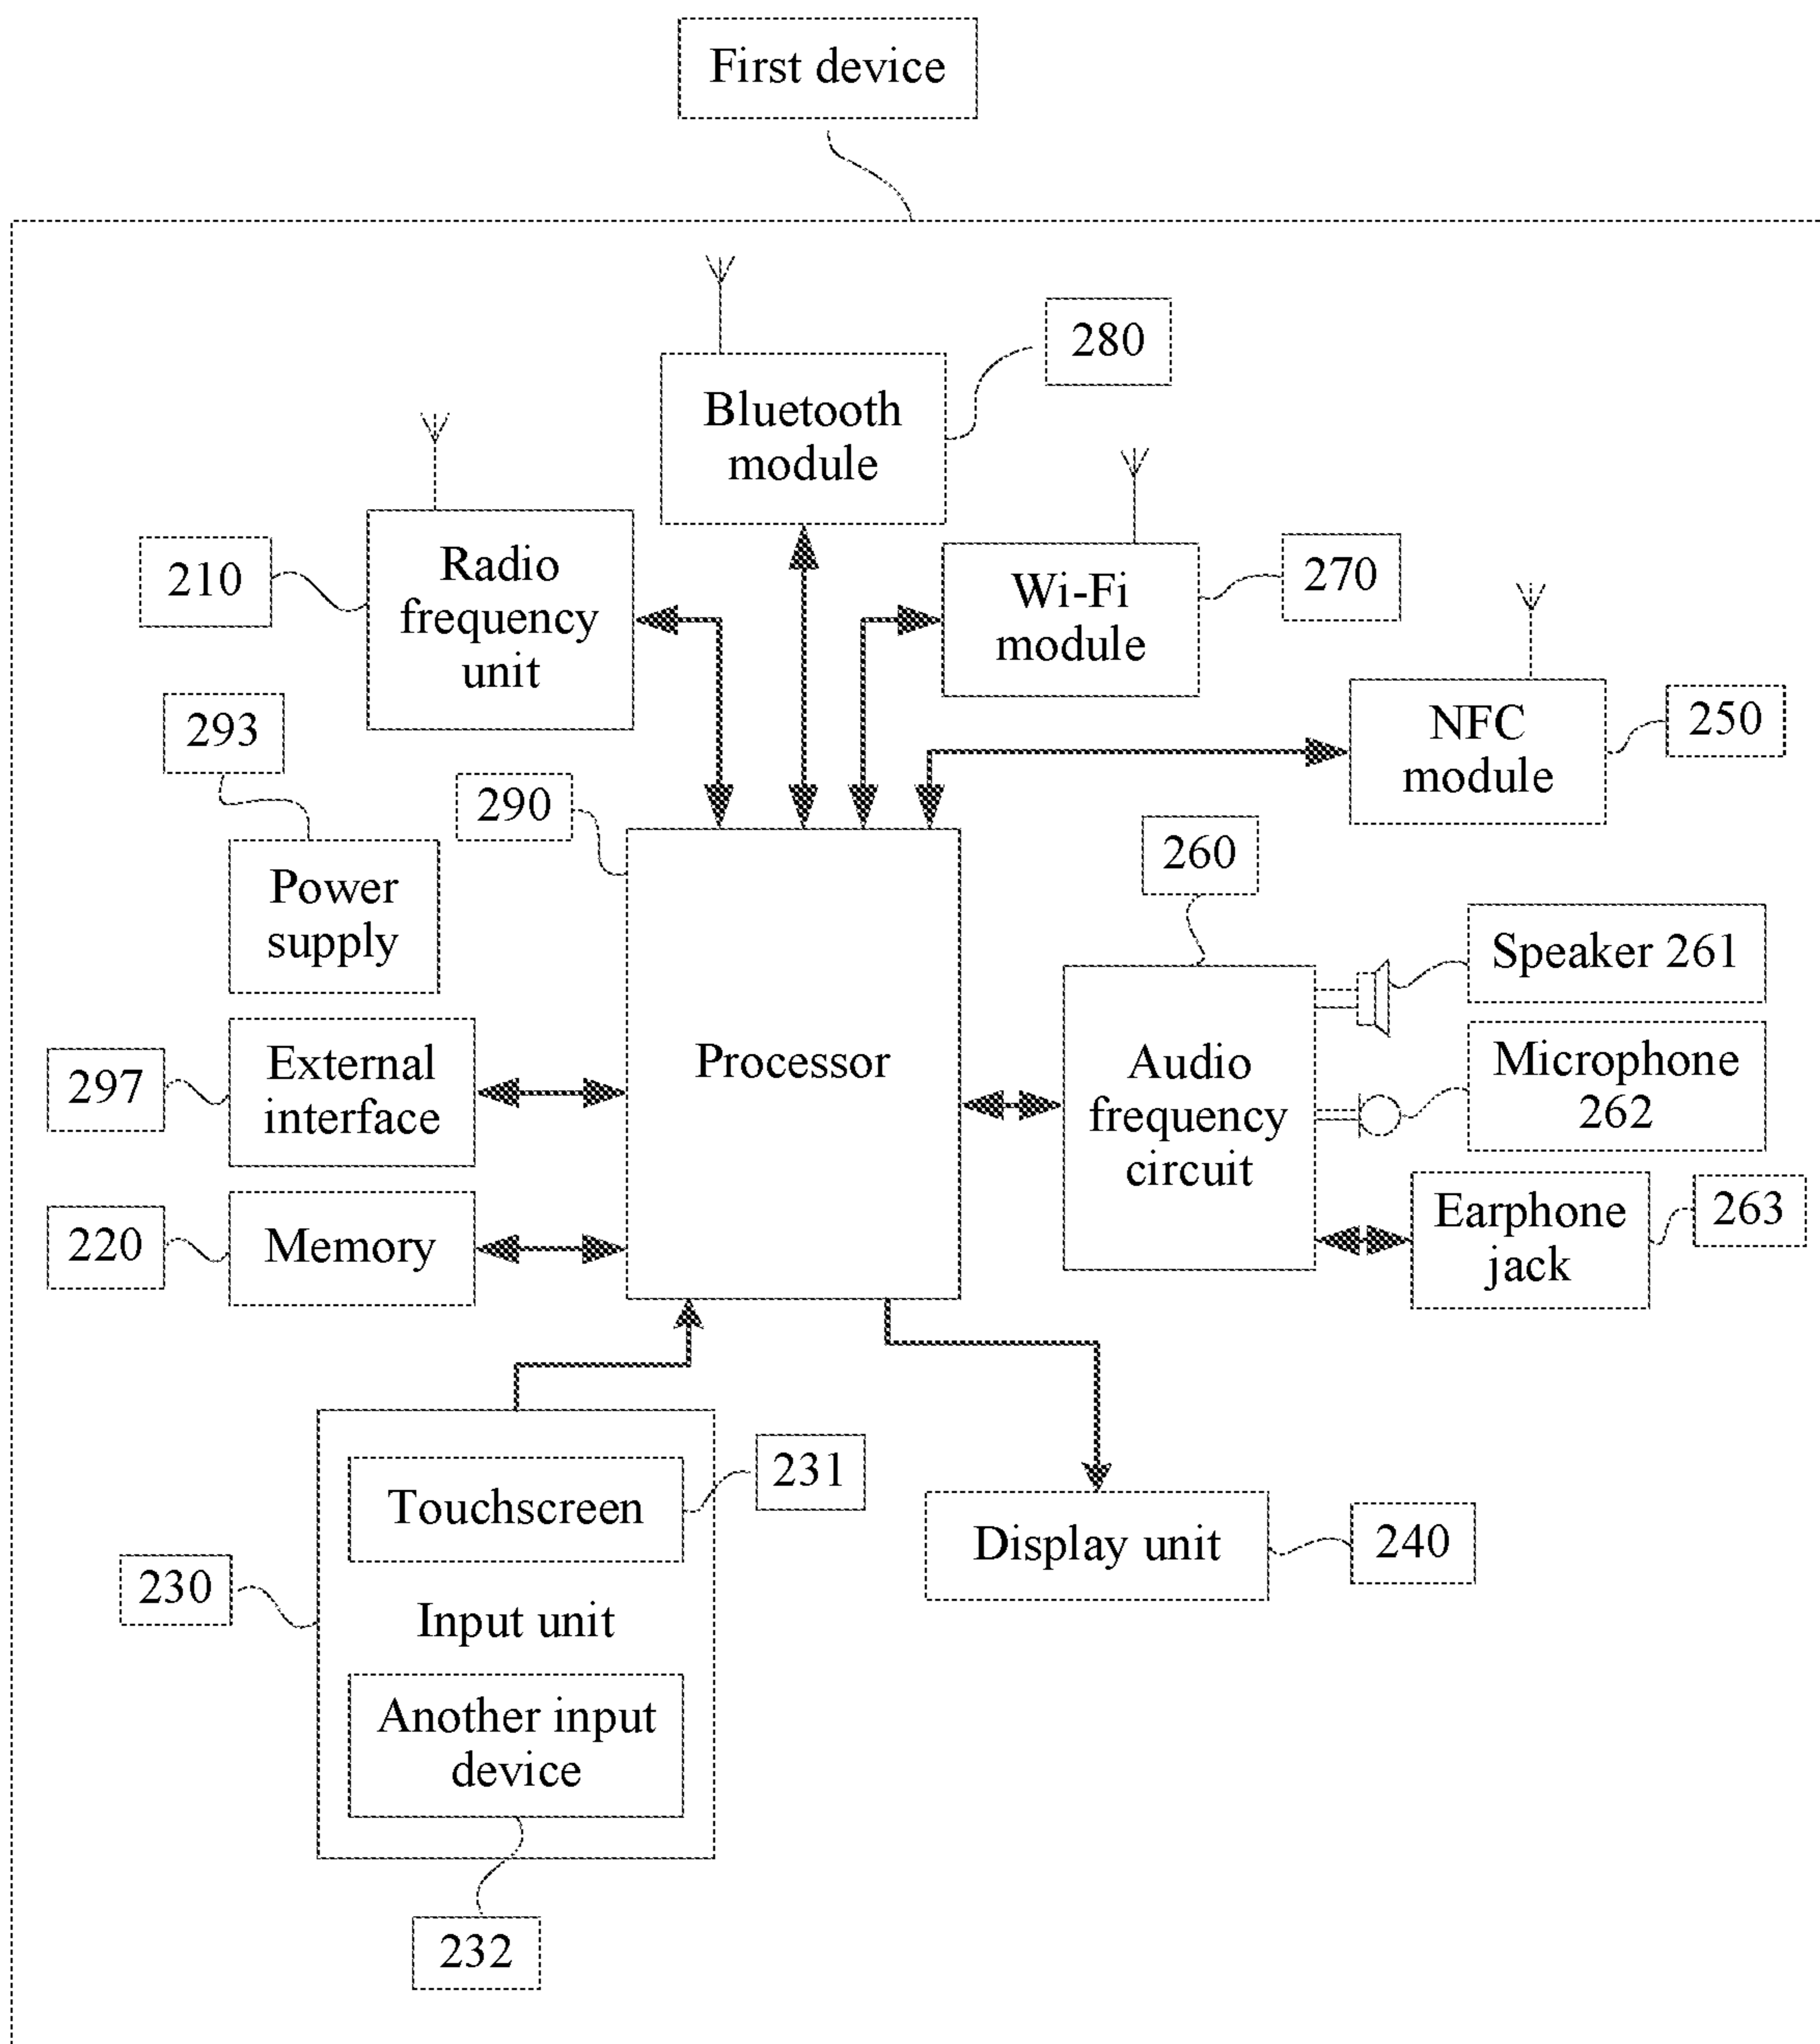 First device
280
Bluetooth
module
210
Radio
frequency
unit
Wi-Fi
module
270
NFC
module
250
293
Power
supply
290
Processor
260
Audio
frequency
circuit
Speaker 261
Microphone
262
Earphone
jack
263
297
External
interface
220
Memory
230
Touchscreen
231
Input unit
Another input
device
232
Display unit
240